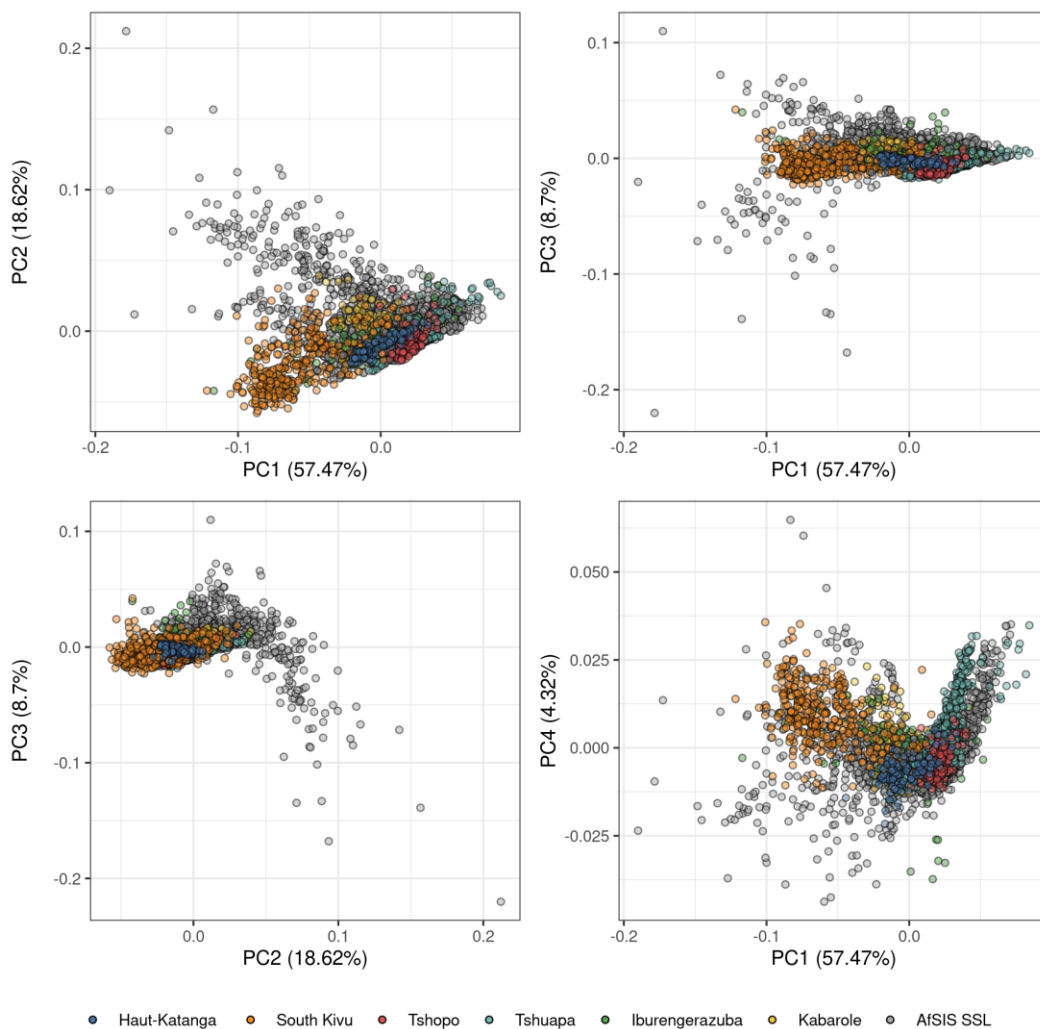 0.2
0.1
0.0
PC2 (18.62%)
-0.2 -0.1 0.0
PC1 (57.47%)
0.1
0.0
-0.1
-0.2
PC3 (8.7%)
-0.2 -0.1 0.0
PC1 (57.47%)
0.1
0.0
-0.1
-0.2
PC3 (8.7%)
0.0 0.1 0.2
PC2 (18.62%)
0.050
0.025
0.000
-0.025
PC4 (4.32%)
-0.2 -0.1 0.0
PC1 (57.47%)
Haut-Katanga South Kivu Tshopo Tshuapa Iburengerazuba Kabarole AfSIS SSL